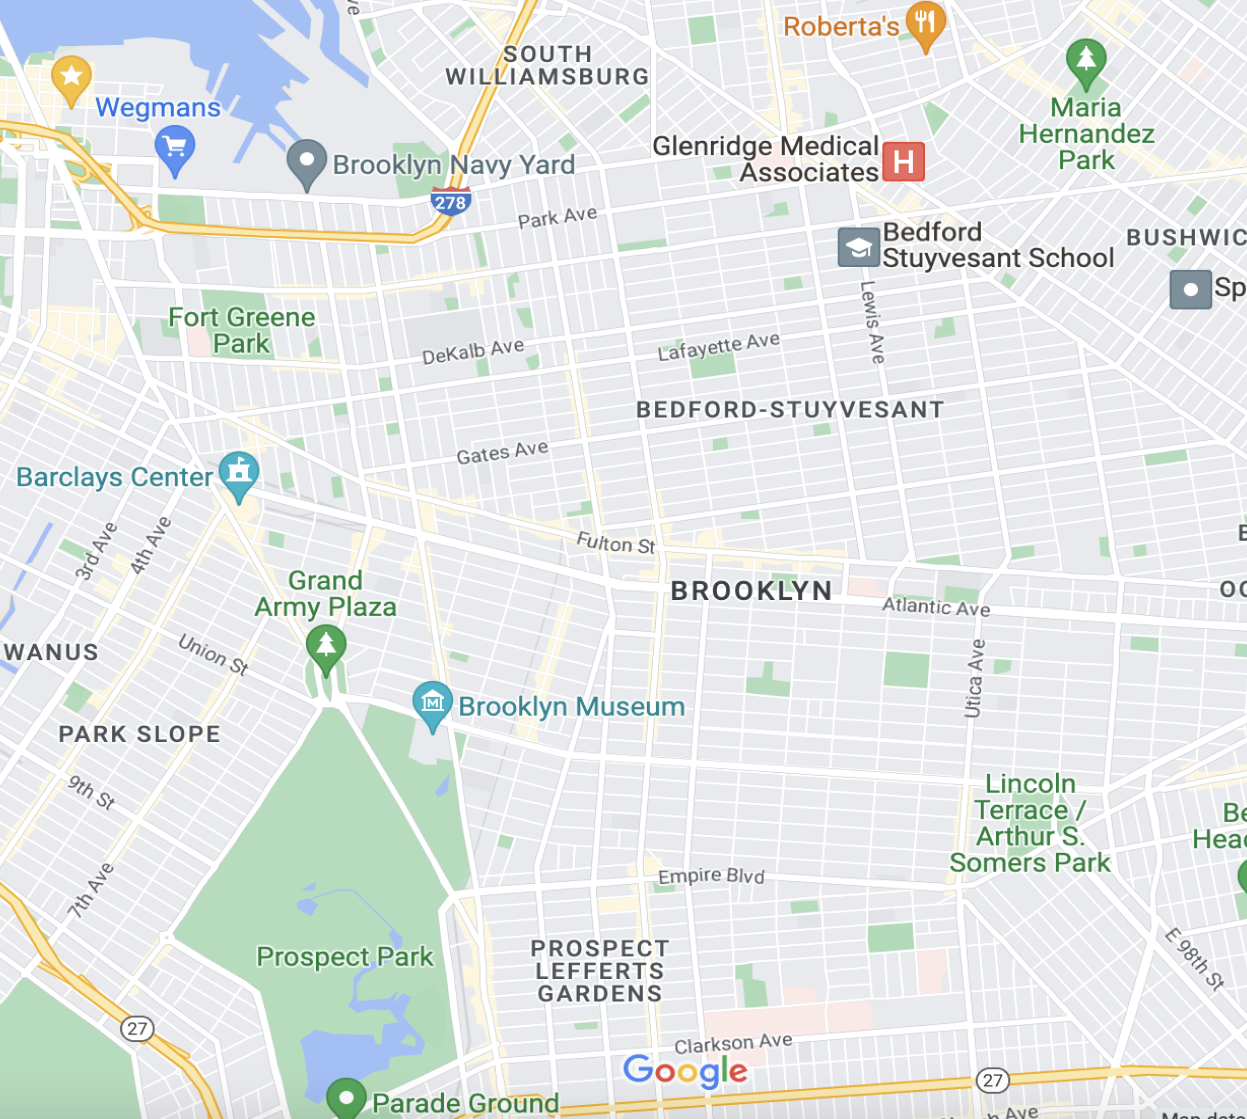 Roberta's
SOUTH
WILLIAMSBURG
Wegmans
Maria
Hernandez
Park
Glenridge Medical
Associates
H
Brooklyn Navy Yard
278
Park Ave
Bedford
Stuyvesant School
BUSHWIC
Sp
Fort Greene
Park
Lewis Ave
DeKalb Ave
Lafayette Ave
BEDFORD-STUYVESANT
Gates Ave
Barclays Center
3rd Ave
4th Ave
Fulton St
Grand
Army Plaza
BROOKLYN
OC
Atlantic Ave
Union St
WANUS
Utica Ave
M
Brooklyn Museum
PARK SLOPE
9th St
Lincoln
Terrace /
Arthur S.
Somers Park
Be
Head
7th Ave
Empire Blvd
Prospect Park
PROSPECT
LEFFERTS
GARDENS
E 98th St
27
Clarkson Ave
Google
27
Parade Ground
Ave
Map data